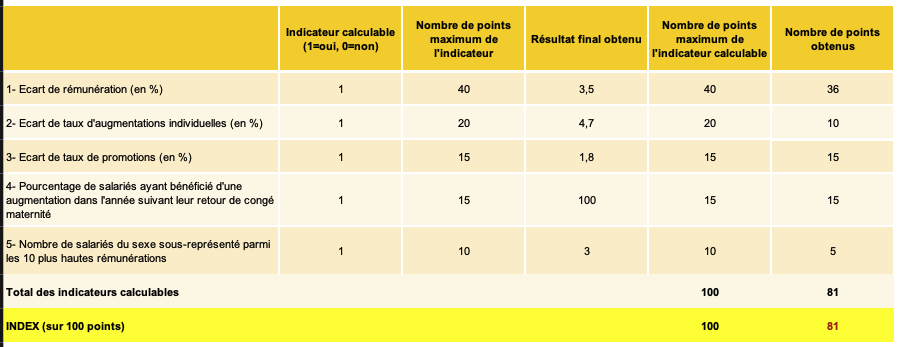 Indicateur calculable
(1=oui, 0=non)
Nombre de points
maximum de
l'indicateur
Résultat final obtenu
Nombre de points
maximum de
l'indicateur calculable
Nombre de points
obtenus
1- Ecart de rémunération (en %)
1
40
3,5
40
36
2- Ecart de taux d'augmentations individuelles (en %)
1
20
4,7
20
10
3- Ecart de taux de promotions (en %)
1
15
1,8
15
15
4- Pourcentage de salariés ayant bénéficié d'une
augmentation dans l'année suivant leur retour de congé
maternité
1
15
100
15
15
5- Nombre de salariés du sexe sous-représenté parmi
les 10 plus hautes rémunérations
1
10
3
10
5
Total des indicateurs calculables
100
81
INDEX (sur 100 points)
100
81